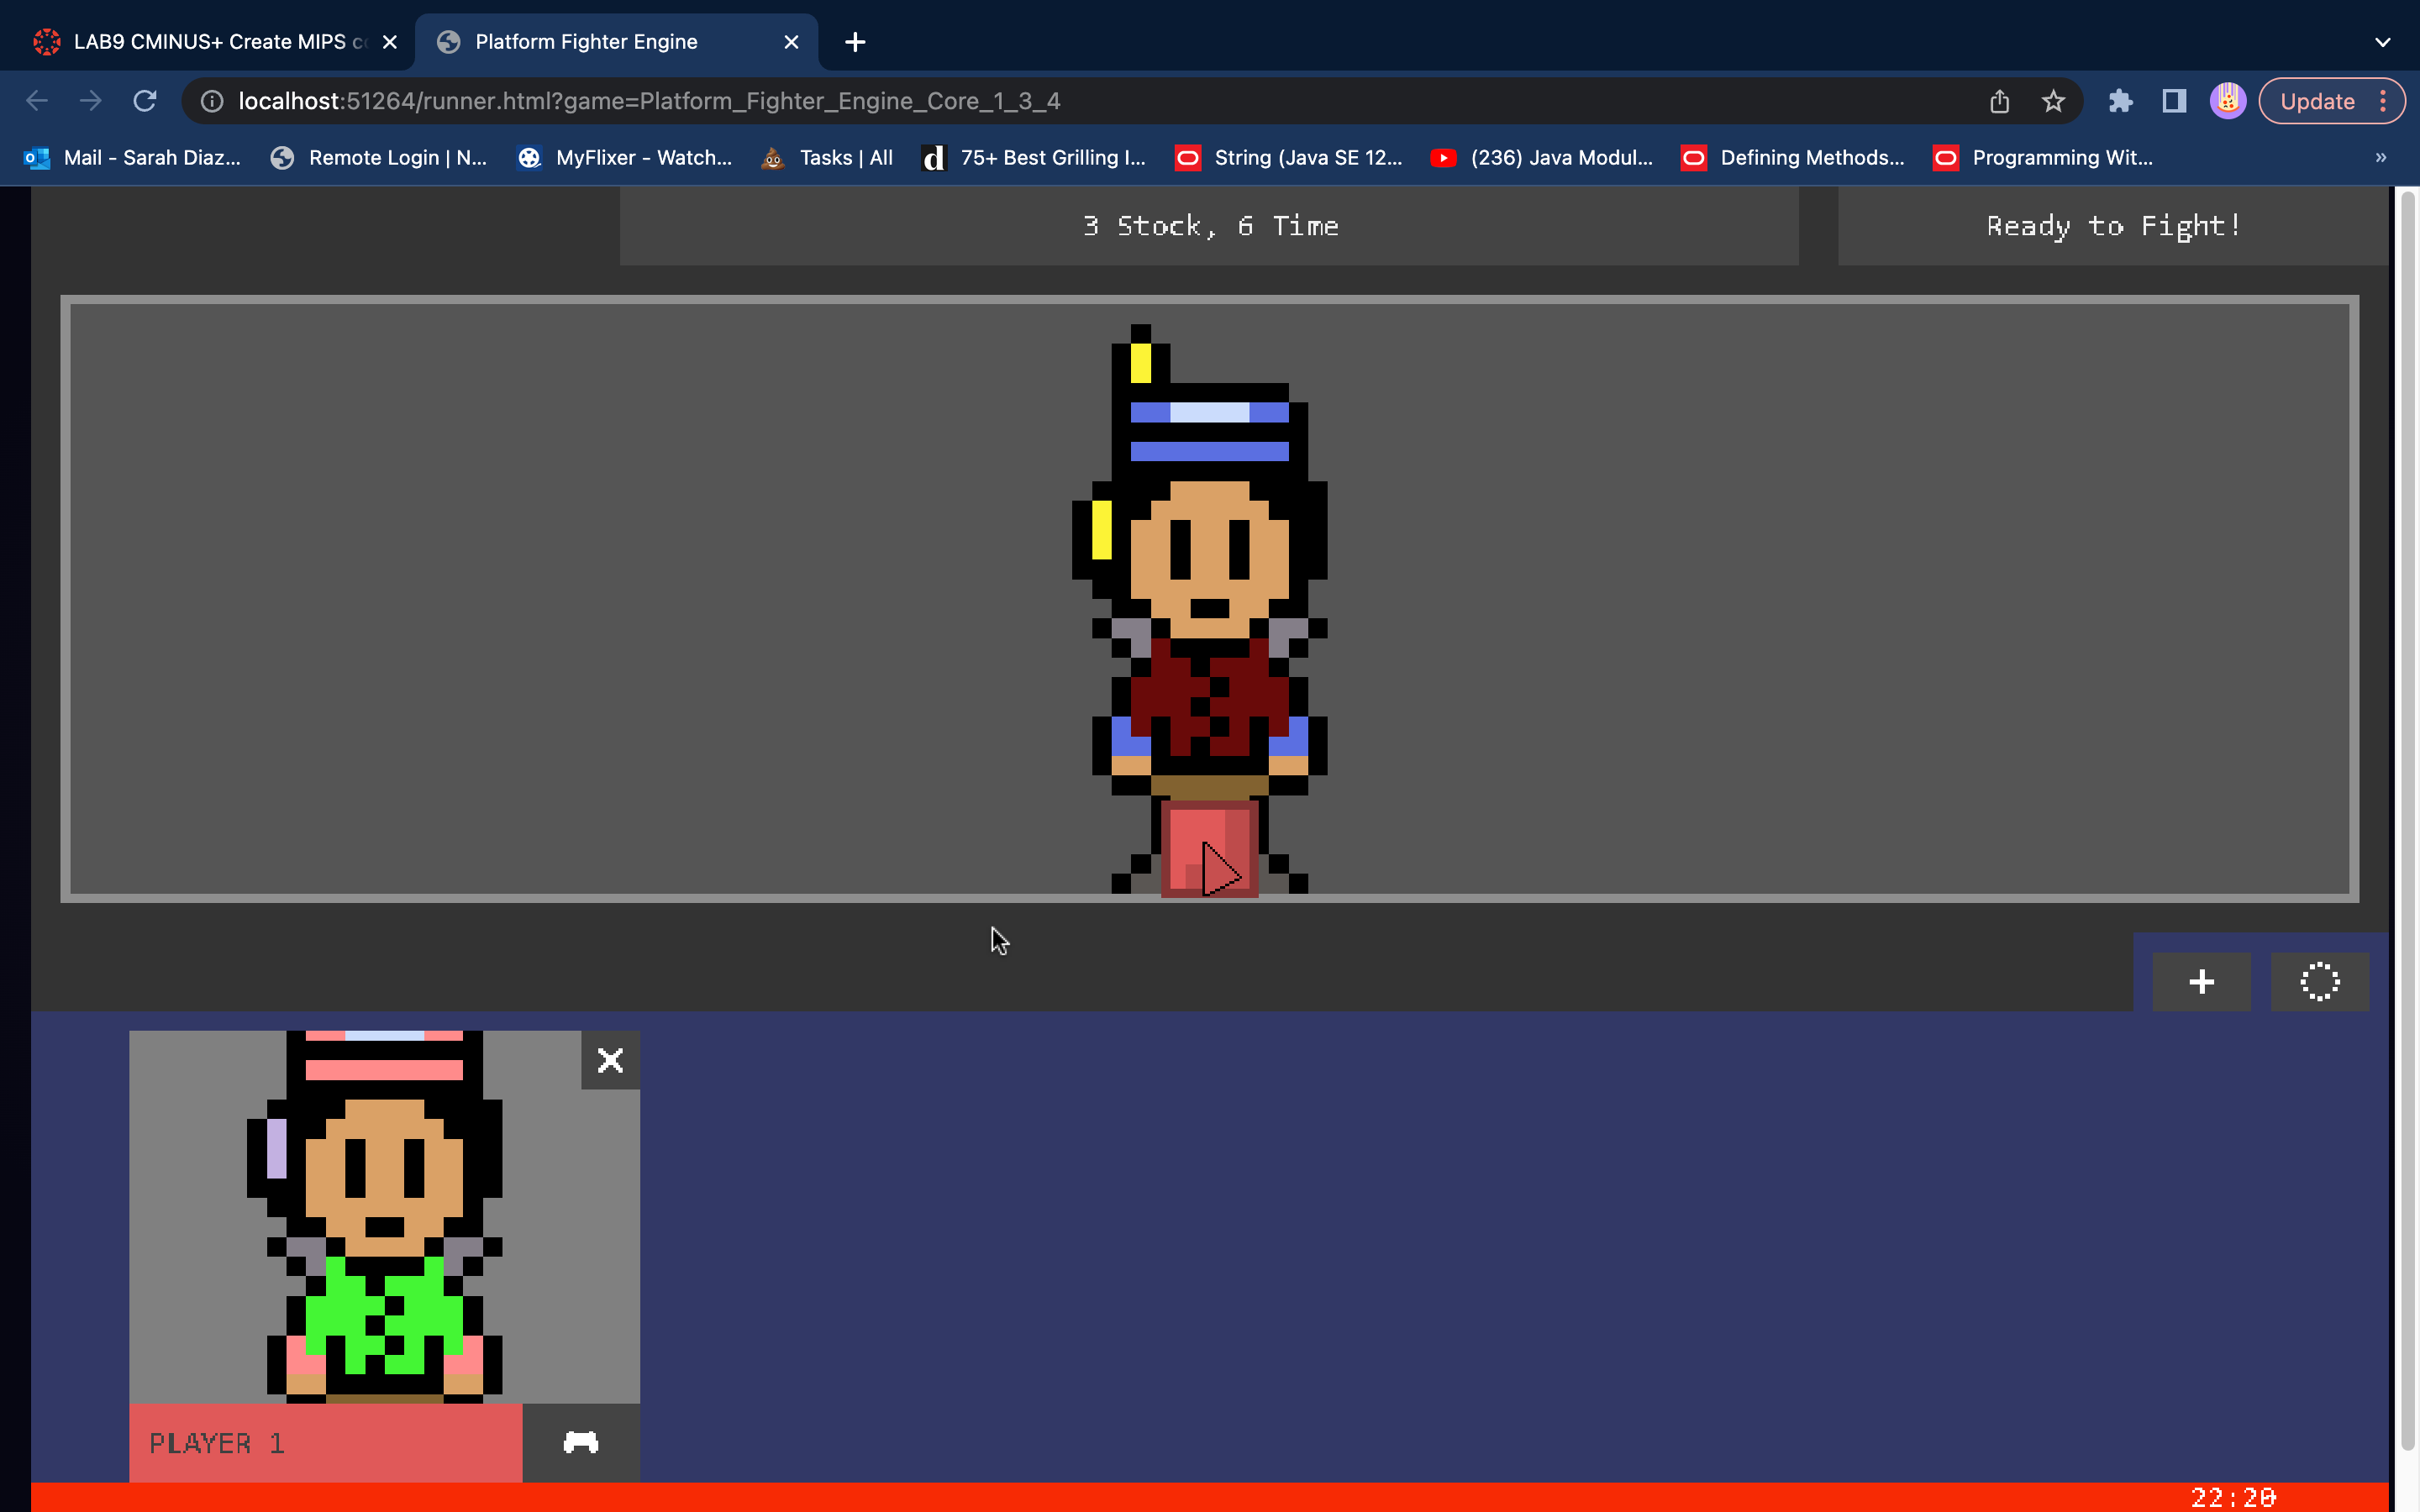 LAB9 CMINUS+ Create MIPS c
Platform Fighter Engine
localhost:51264/runner.html?game=Platform_Fighter_Engine_Core_1_3_4
Update
Mail - Sarah Diaz...
Remote Login | N...
MyFlixer - Watch...
Tasks | All
d 75+ Best Grilling I...
String (Java SE 12...
(236) Java Modul...
Defining Methods...
Programming Wit...
3 Stock, 6 Time
Ready to Fight!
PLAYER 1
22:20